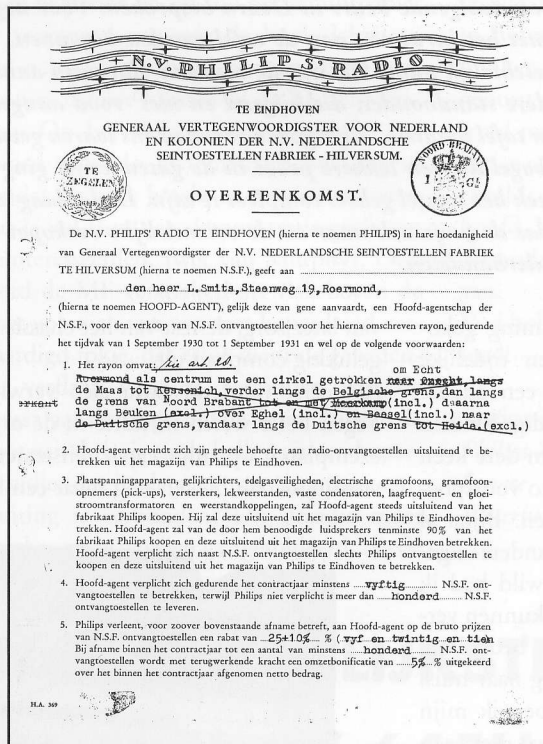 N.V. PHILIPS' RADIO
TE EINDHOVEN
GENERAAL VERTEGENWOORDIGSTER VOOR NEDERLAND
EN KOLONIEN DER N.V. NEDERLANDSCHE
SEINTOESTELLEN FABRIEK - HILVERSUM.
TE
ZEGELEN
NOORD-BRABANT
1 GL
OVEREENKOMST.
De N.V. PHILIPS' RADIO TE EINDHOVEN (hierna te noemen PHILIPS) in hare hoedanigheid
van Generaal Vertegenwoordigster der N.V. NEDERLANDSCHE SEINTOESTELLEN FABRIEK
TE HILVERSUM (hierna te noemen N.S.F.), geeft aan
den heer L.Smits, Steenweg 19, Roermond,
(hierna te noemen HOOFD-AGENT), gelijk deze van gene aanvaardt, een Hoofd-agentschap der
N.S.F., voor den verkoop van N.S.F. ontvangtoestellen voor het hierna omschreven rayon, gedurende
het tijdvak van 1 September 1930 tot 1 September 1931 en wel op de volgende voorwaarden:
1. Het rayon omvat: zie art. 28.
om Echt
Roermond als centrum met een cirkel getrokken naar langs
de Maas tot Kessenich, verder langs de Belgische grens, dan langs
de grens van Noord Brabant tot en met (incl.) daarna
langs Beuken (excl.) over Eghel (incl.) en Beesel(incl.) naar
de Duitsche grens, vandaar langs de Duitsche grens tot Heide.(excl.)
2. Hoofd-agent verbindt zich zijn geheele behoefte aan radio-ontvangtoestellen uitsluitend te be-
trekken uit het magazijn van Philips te Eindhoven.
3. Plaatspanningapparaten, gelijkrichters, edelgasveiligheden, electrische gramofoons, gramofoon-
opnemers (pick-ups), versterkers, lekweerstanden, vaste condensatoren, laagfrequent- en gloei-
stroomtransformatoren en weerstandkoppelingen, zal Hoofd-agent steeds uitsluitend van het
fabrikaat Philips koopen. Hij zal deze uitsluitend uit het magazijn van Philips te Eindhoven be-
trekken. Hoofd-agent zal van de door hem benoodigde luidsprekers tenminste 90% van het
fabrikaat Philips koopen en deze uitsluitend uit het magazijn van Philips te Eindhoven betrekken.
Hoofd-agent verplicht zich naast N.S.F. ontvangtoestellen slechts Philips ontvangtoestellen te
koopen en deze uitsluitend uit het magazijn van Philips te Eindhoven te betrekken.
4. Hoofd-agent verplicht zich gedurende het contractjaar minstens vyftig N.S.F. ont-
vangtoestellen te betrekken, terwijl Philips niet verplicht is meer dan honderd N.S.F.
ontvangtoestellen te leveren.
5. Philips verleent, voor zoover bovenstaande afname betreft, aan Hoofd-agent op de bruto prijzen
van N.S.F. ontvangtoestellen een rabat van 25+10% % (vyf en twintig en tien
Bij afname binnen het contractjaar tot een aantal van minstens honderd N.S.F. ont-
vangtoestellen wordt met terugwerkende kracht een omzetbonificatie van 5% % uitgekeerd
over het binnen het contractjaar afgenomen netto bedrag.
H.A. 369